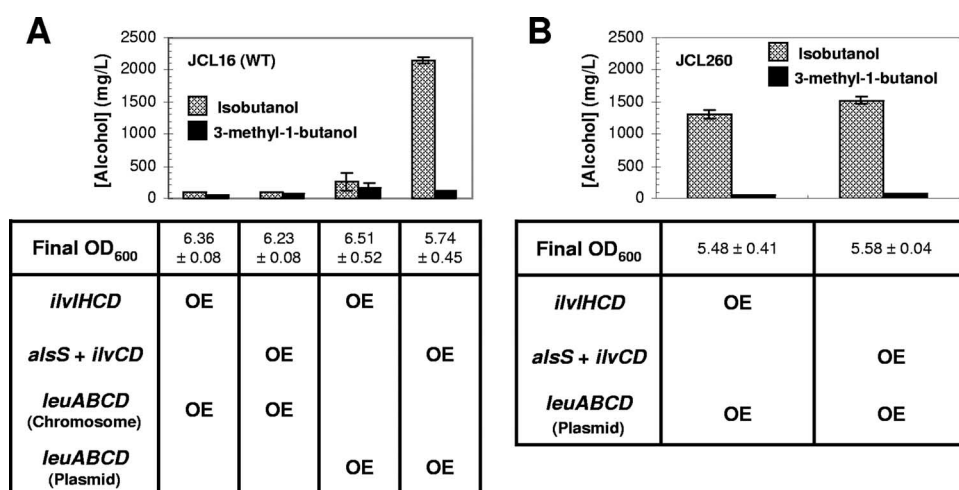 A
[Alcohol] (mg/L)
2500
2000
1500
1000
500
0
JCL16 (WT)
Isobutanol
3-methyl-1-butanol
Final OD600 6.36 ± 0.08 6.23 ± 0.08 6.51 ± 0.52 5.74 ± 0.45
ilvIHCD OE OE
alsS + ilvCD OE OE
leuABCD (Chromosome) OE OE
leuABCD (Plasmid) OE OE
B
[Alcohol] (mg/L)
2500
2000
1500
1000
500
0
JCL260
Isobutanol
3-methyl-1-butanol
Final OD600 5.48 ± 0.41 5.58 ± 0.04
ilvIHCD OE
alsS + ilvCD OE
leuABCD (Plasmid) OE OE